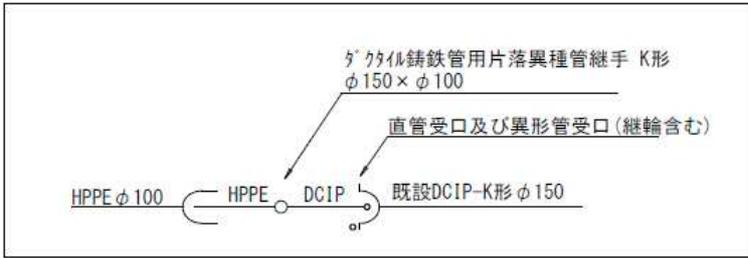 ﾀﾞｸﾀｲﾙ鋳鉄管用片落異種管継手 K形
φ150×φ100
直管受口及び異形管受口(継輪含む)
HPPEφ100 HPPE DCIP 既設DCIP-K形φ150